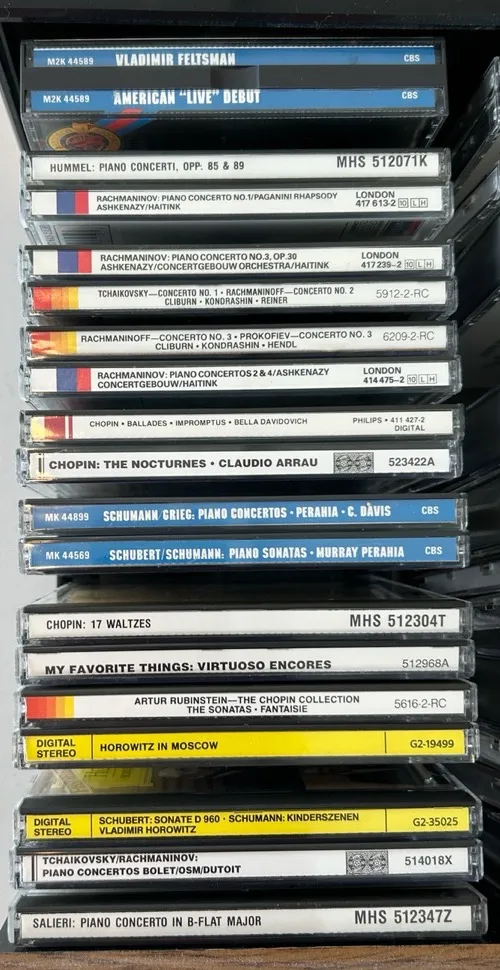 M2K 44589 VLADIMIR FELTSMAN CBS
M2K 44589 AMERICAN "LIVE" DEBUT CBS
HUMMEL: PIANO CONCERTI, OPP. 85 & 89 MHS 512071K
RACHMANINOV: PIANO CONCERTO NO.1/PAGANINI RHAPSODY LONDON
ASHKENAZY/HAITINK 417 613-2 10 L H
RACHMANINOV: PIANO CONCERTO NO.3, OP.30 LONDON
ASHKENAZY/CONCERTGEBOUW ORCHESTRA/HAITINK 417 239-2 10 L H
TCHAIKOVSKY—CONCERTO NO. 1 • RACHMANINOFF—CONCERTO NO. 2 5912-2-RC
CLIBURN • KONDRASHIN • REINER
RACHMANINOFF—CONCERTO NO. 3 • PROKOFIEV—CONCERTO NO. 3 6209-2-RC
CLIBURN • KONDRASHIN • HENDL
RACHMANINOV: PIANO CONCERTOS 2 & 4/ASHKENAZY LONDON
CONCERTGEBOUW/HAITINK 414 475-2 10 L H
CHOPIN • BALLADES • IMPROMPTUS • BELLA DAVIDOVICH PHILIPS • 411 427-2
DIGITAL
CHOPIN: THE NOCTURNES • CLAUDIO ARRAU 523422A
MK 44899 SCHUMANN/GRIEG: PIANO CONCERTOS • PERAHIA • C. DAVIS CBS
MK 44569 SCHUBERT/SCHUMANN: PIANO SONATAS • MURRAY PERAHIA CBS
CHOPIN: 17 WALTZES MHS 512304T
MY FAVORITE THINGS: VIRTUOSO ENCORES 512968A
ARTUR RUBINSTEIN—THE CHOPIN COLLECTION 5616-2-RC
THE SONATAS • FANTAISIE
DIGITAL STEREO HOROWITZ IN MOSCOW G2-19499
DIGITAL STEREO SCHUBERT: SONATE D 960 · SCHUMANN: KINDERSZENEN G2-35025
VLADIMIR HOROWITZ
TCHAIKOVSKY/RACHMANINOV: 514018X
PIANO CONCERTOS BOLET/OSM/DUTOIT
SALIERI: PIANO CONCERTO IN B-FLAT MAJOR MHS 512347Z